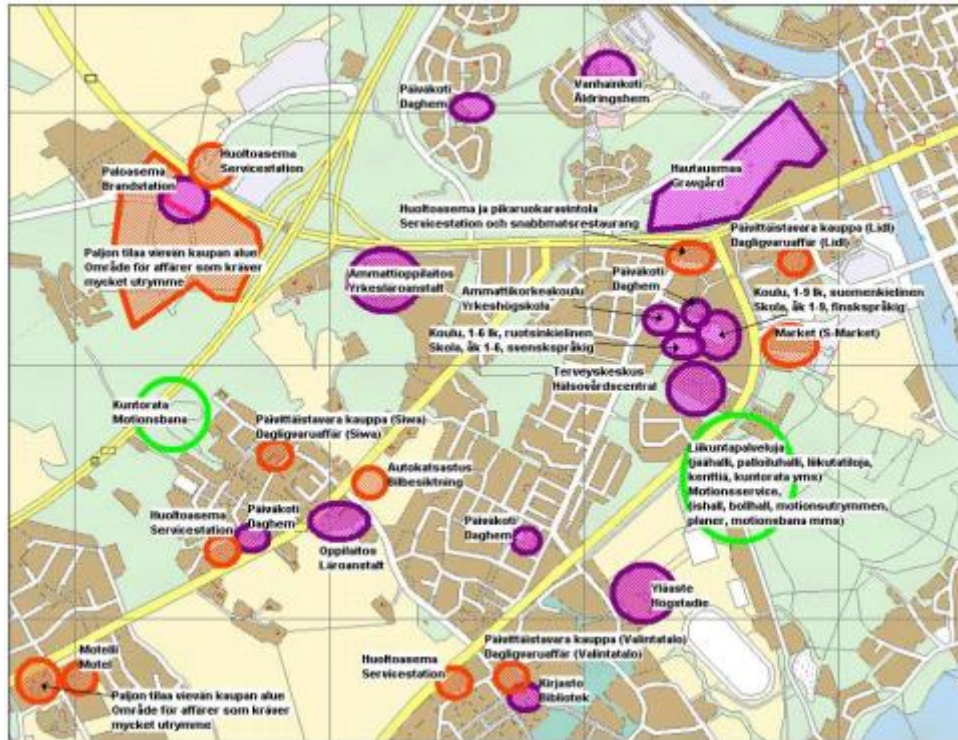 Päiväkoti
Daghem
Vanhainkoti
Åldringshem
Huoltoasema
Servicestation
Paloasema
Brandstation
Hautausmaa
Gravgård
Huoltoasema ja pikaruokarasintola
Servicestation och snabbmatsrestaurang
Päivittäistavara kauppa (Lidl)
Dagligvaruaffär (Lidl)
Paljon tilaa vievän kaupan alue
Område för affärer som kräver
mycket utrymme
Ammattioppilaitos
Yrkesläroanstalt
Ammattikorkeakoulu
Yrkeshögskola
Päiväkoti
Daghem
Koulu, 1-9 lk, suomenkielinen
Skola, åk 1-9, finskspråkig
Koulu, 1-6 lk, ruotsinkielinen
Skola, åk 1-6, svenskspråkig
Market (S-Market)
Terveyskeskus
Hälsovårdscentral
Kuntorata
Motionsbana
Päivittäistavara kauppa (Siwa)
Dagligvaruaffär (Siwa)
Liikuntapalveluja
(jäähalli, palloiluhalli, liikutatiloja,
kenttiä, kuntorata yms)
Motionsservice,
(ishall, bollhall, motionsutrymmen,
planer, motionsbana mms)
Autokatsastus
Bilbesiktning
Huoltoasema
Servicestation
Päiväkoti
Daghem
Oppilaitos
Läroanstalt
Päiväkoti
Daghem
Yläaste
Högstadie
Motelli
Motel
Päivittäistavara kauppa (Valintatalo)
Dagligvaruaffär (Valintatalo)
Huoltoasema
Servicestation
Kirjasto
Bibliotek
Paljon tilaa vievän kaupan alue
Område för affärer som kräver
mycket utrymme